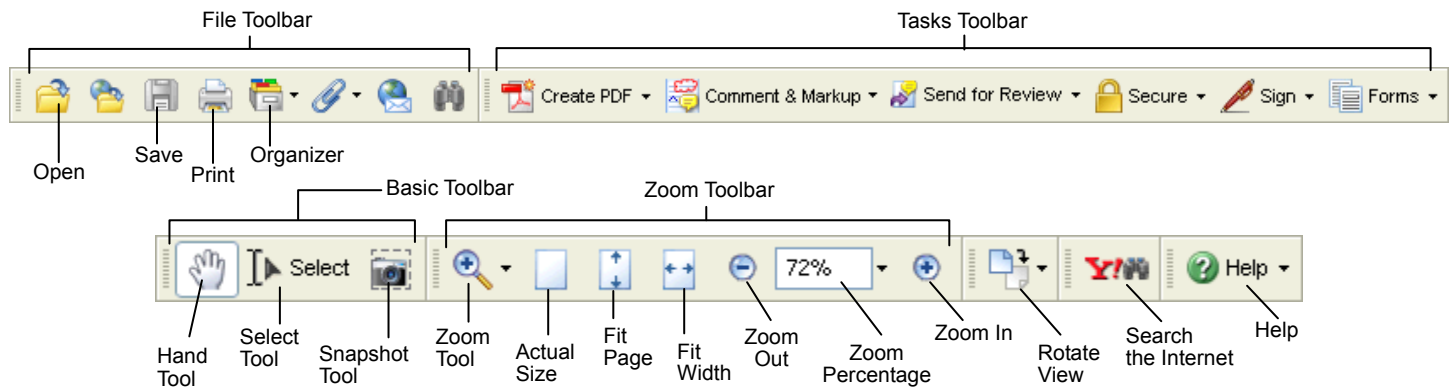 File Toolbar
Tasks Toolbar
Create PDF
Comment & Markup
Send for Review
Secure
Sign
Forms
Open
Save
Print
Organizer
Basic Toolbar
Zoom Toolbar
Select
72%
Y!
Help
Hand
Tool
Select
Tool
Snapshot
Tool
Zoom
Tool
Actual
Size
Fit
Page
Fit
Width
Zoom
Out
Zoom
Percentage
Zoom In
Rotate
View
Search
the Internet
Help